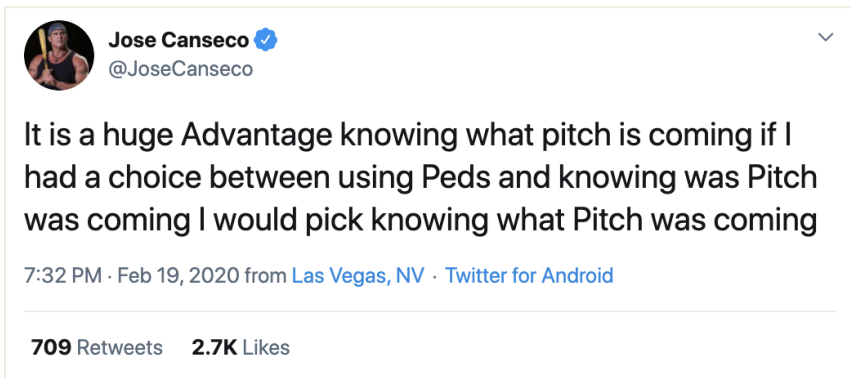 Jose Canseco
@JoseCanseco
It is a huge Advantage knowing what pitch is coming if I
had a choice between using Peds and knowing was Pitch
was coming I would pick knowing what Pitch was coming
7:32 PM · Feb 19, 2020 from Las Vegas, NV · Twitter for Android
709 Retweets 2.7K Likes